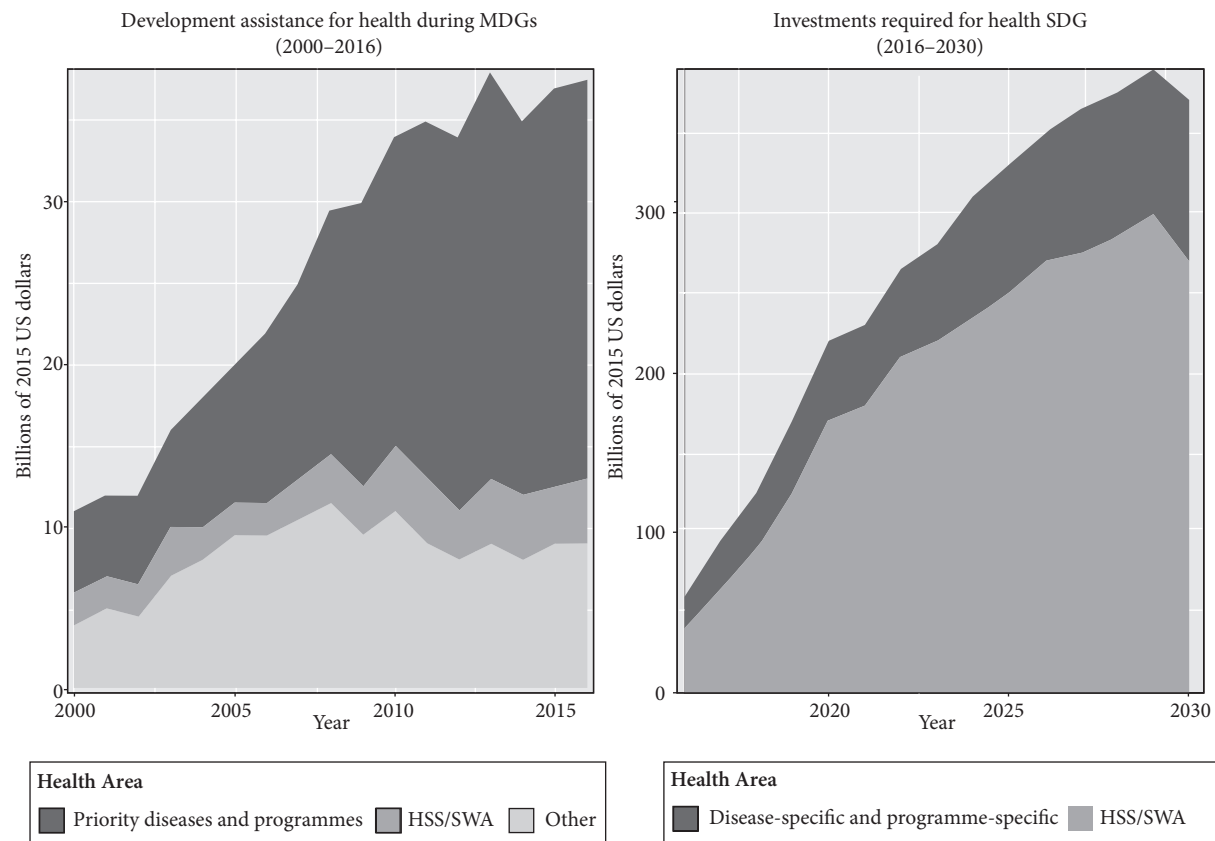 Development assistance for health during MDGs
(2000–2016)
Billions of 2015 US dollars
30
20
10
0
2000
2005
2010
2015
Year
Health Area
Priority diseases and programmes
HSS/SWA
Other
Investments required for health SDG
(2016–2030)
Billions of 2015 US dollars
300
200
100
0
2020
2025
2030
Year
Health Area
Disease-specific and programme-specific
HSS/SWA